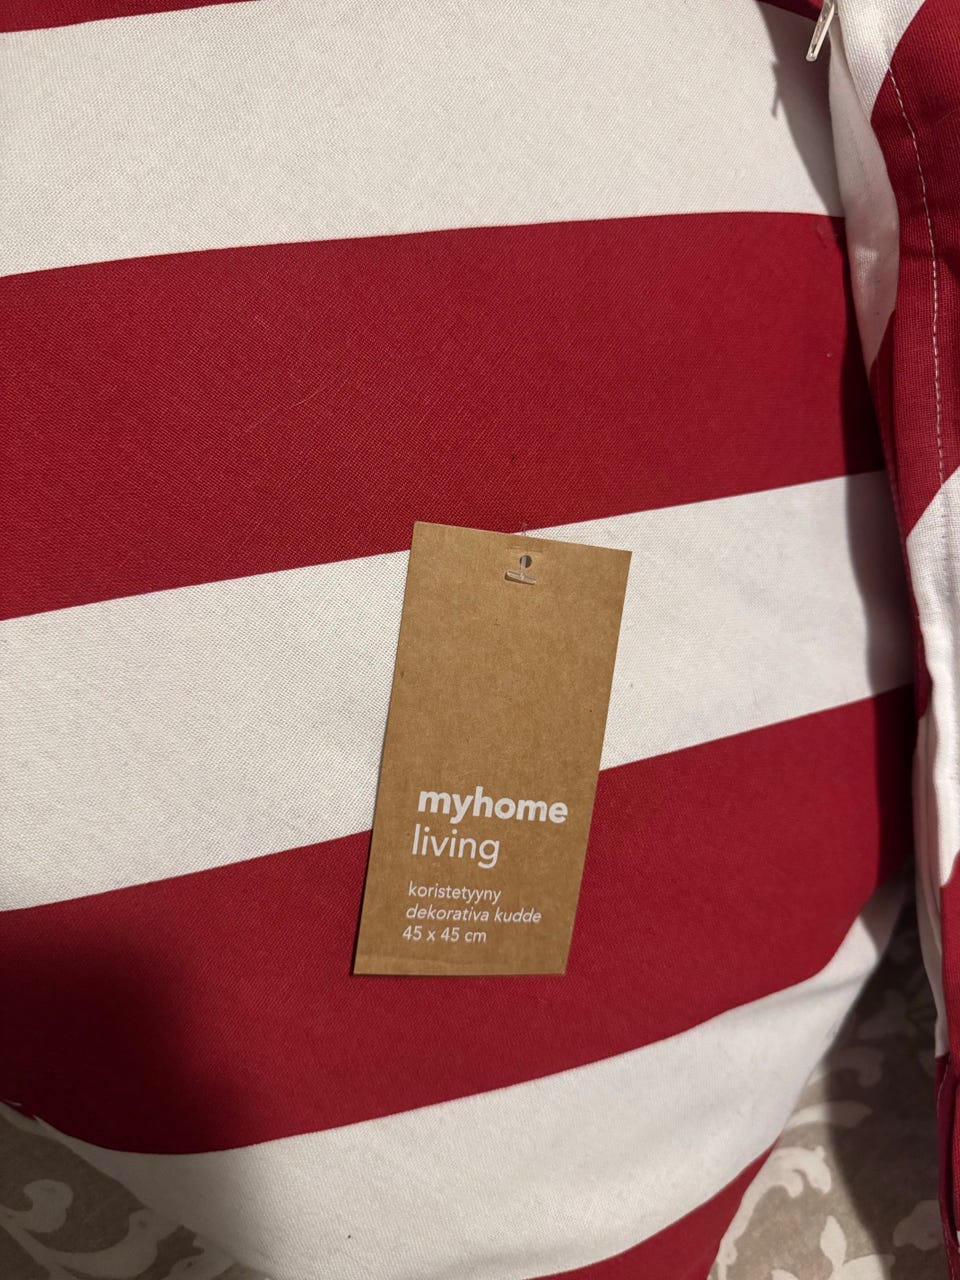 myhome
living
koristetyyny
dekorativa kudde
45 x 45 cm